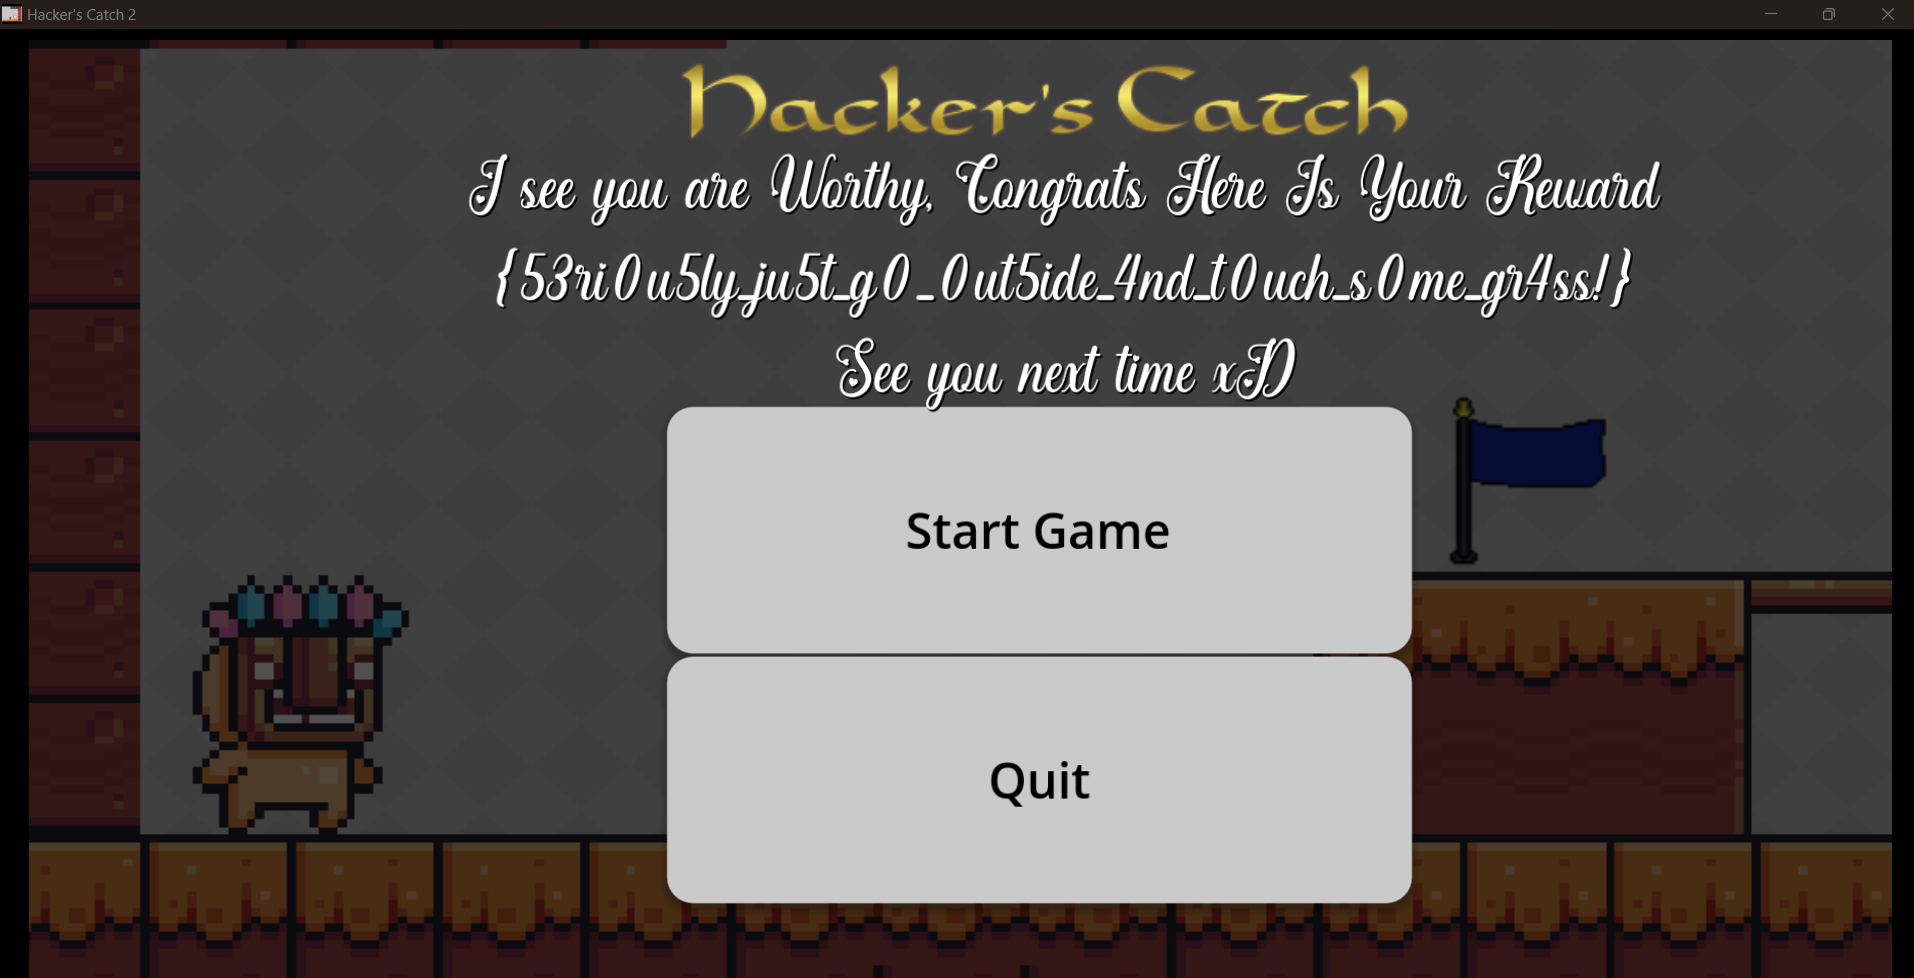 Hacker's Catch 2
Hacker's Catch
I see you are Worthy, Congrats Here Is Your Reward
{53ri0u5ly_ju5t_g0_0ut5ide_4nd_t0uch_s0me_gr4ss!}
See you next time xD
Start Game
Quit